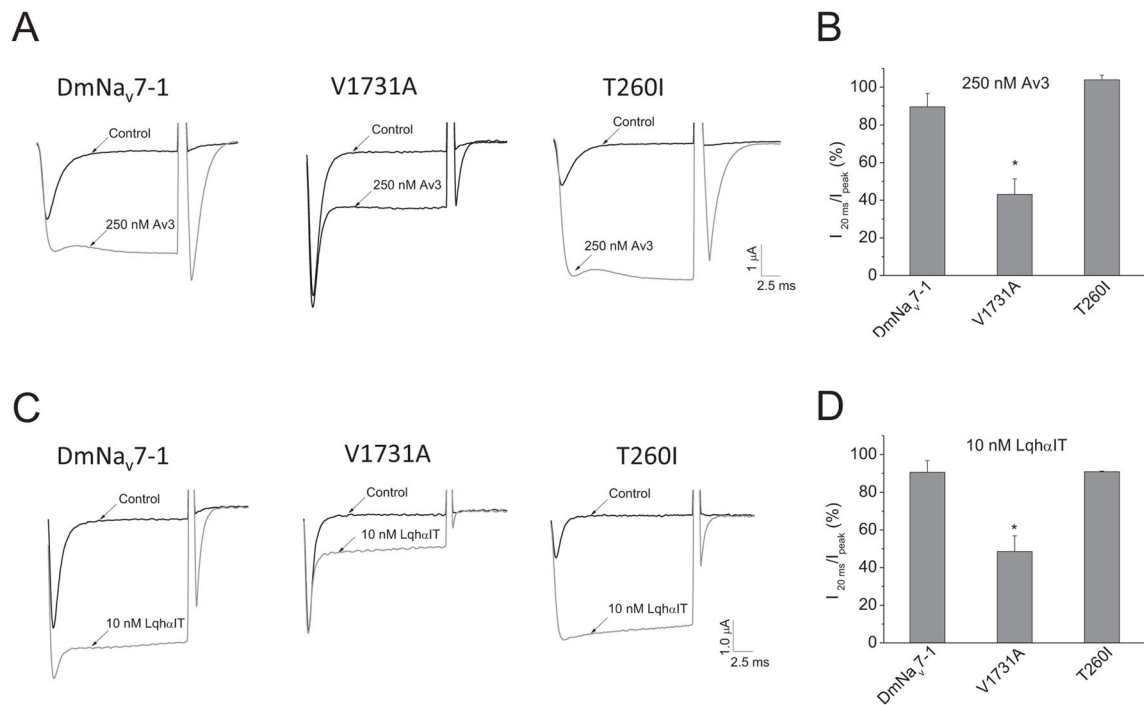 A
DmNav7-1
V1731A
T260I
Control
250 nM Av3
Control
250 nM Av3
Control
250 nM Av3
1 μA
2.5 ms
B
250 nM Av3
I 20 ms/Ipeak (%)
100
80
60
40
20
0
*
DmNav7-1
V1731A
T260I
C
DmNav7-1
V1731A
T260I
Control
10 nM LqhαIT
Control
10 nM LqhαIT
Control
10 nM LqhαIT
1.0 μA
2.5 ms
D
10 nM LqhαIT
I 20 ms/Ipeak (%)
100
80
60
40
20
0
*
DmNav7-1
V1731A
T260I